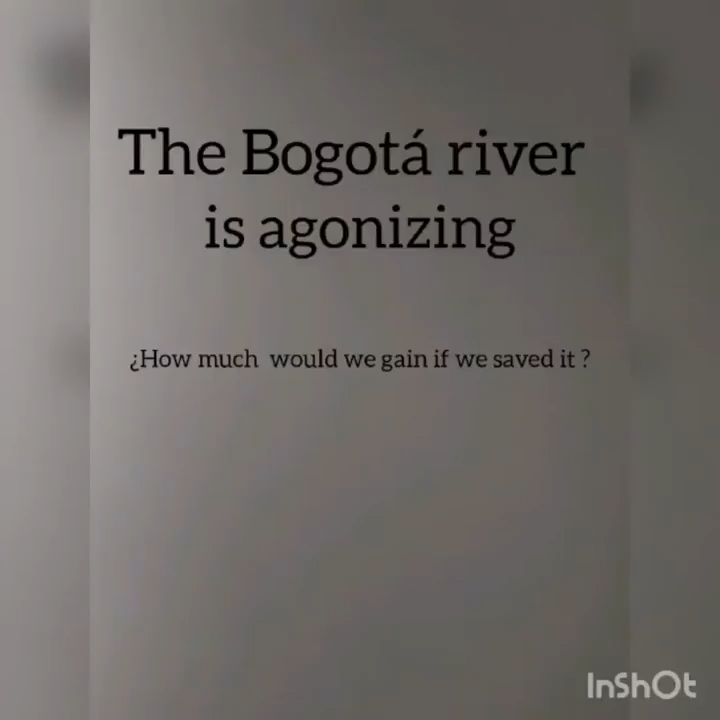 The Bogotá river
is agonizing
¿How much would we gain if we saved it ?
InShOt